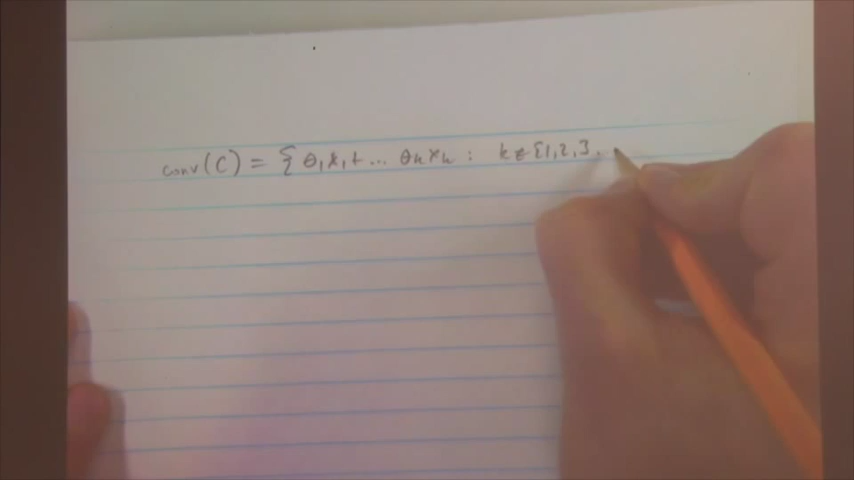 conv(C) = { θ₁x₁+ ... θₖxₖ : k ∈ {1,2,3..